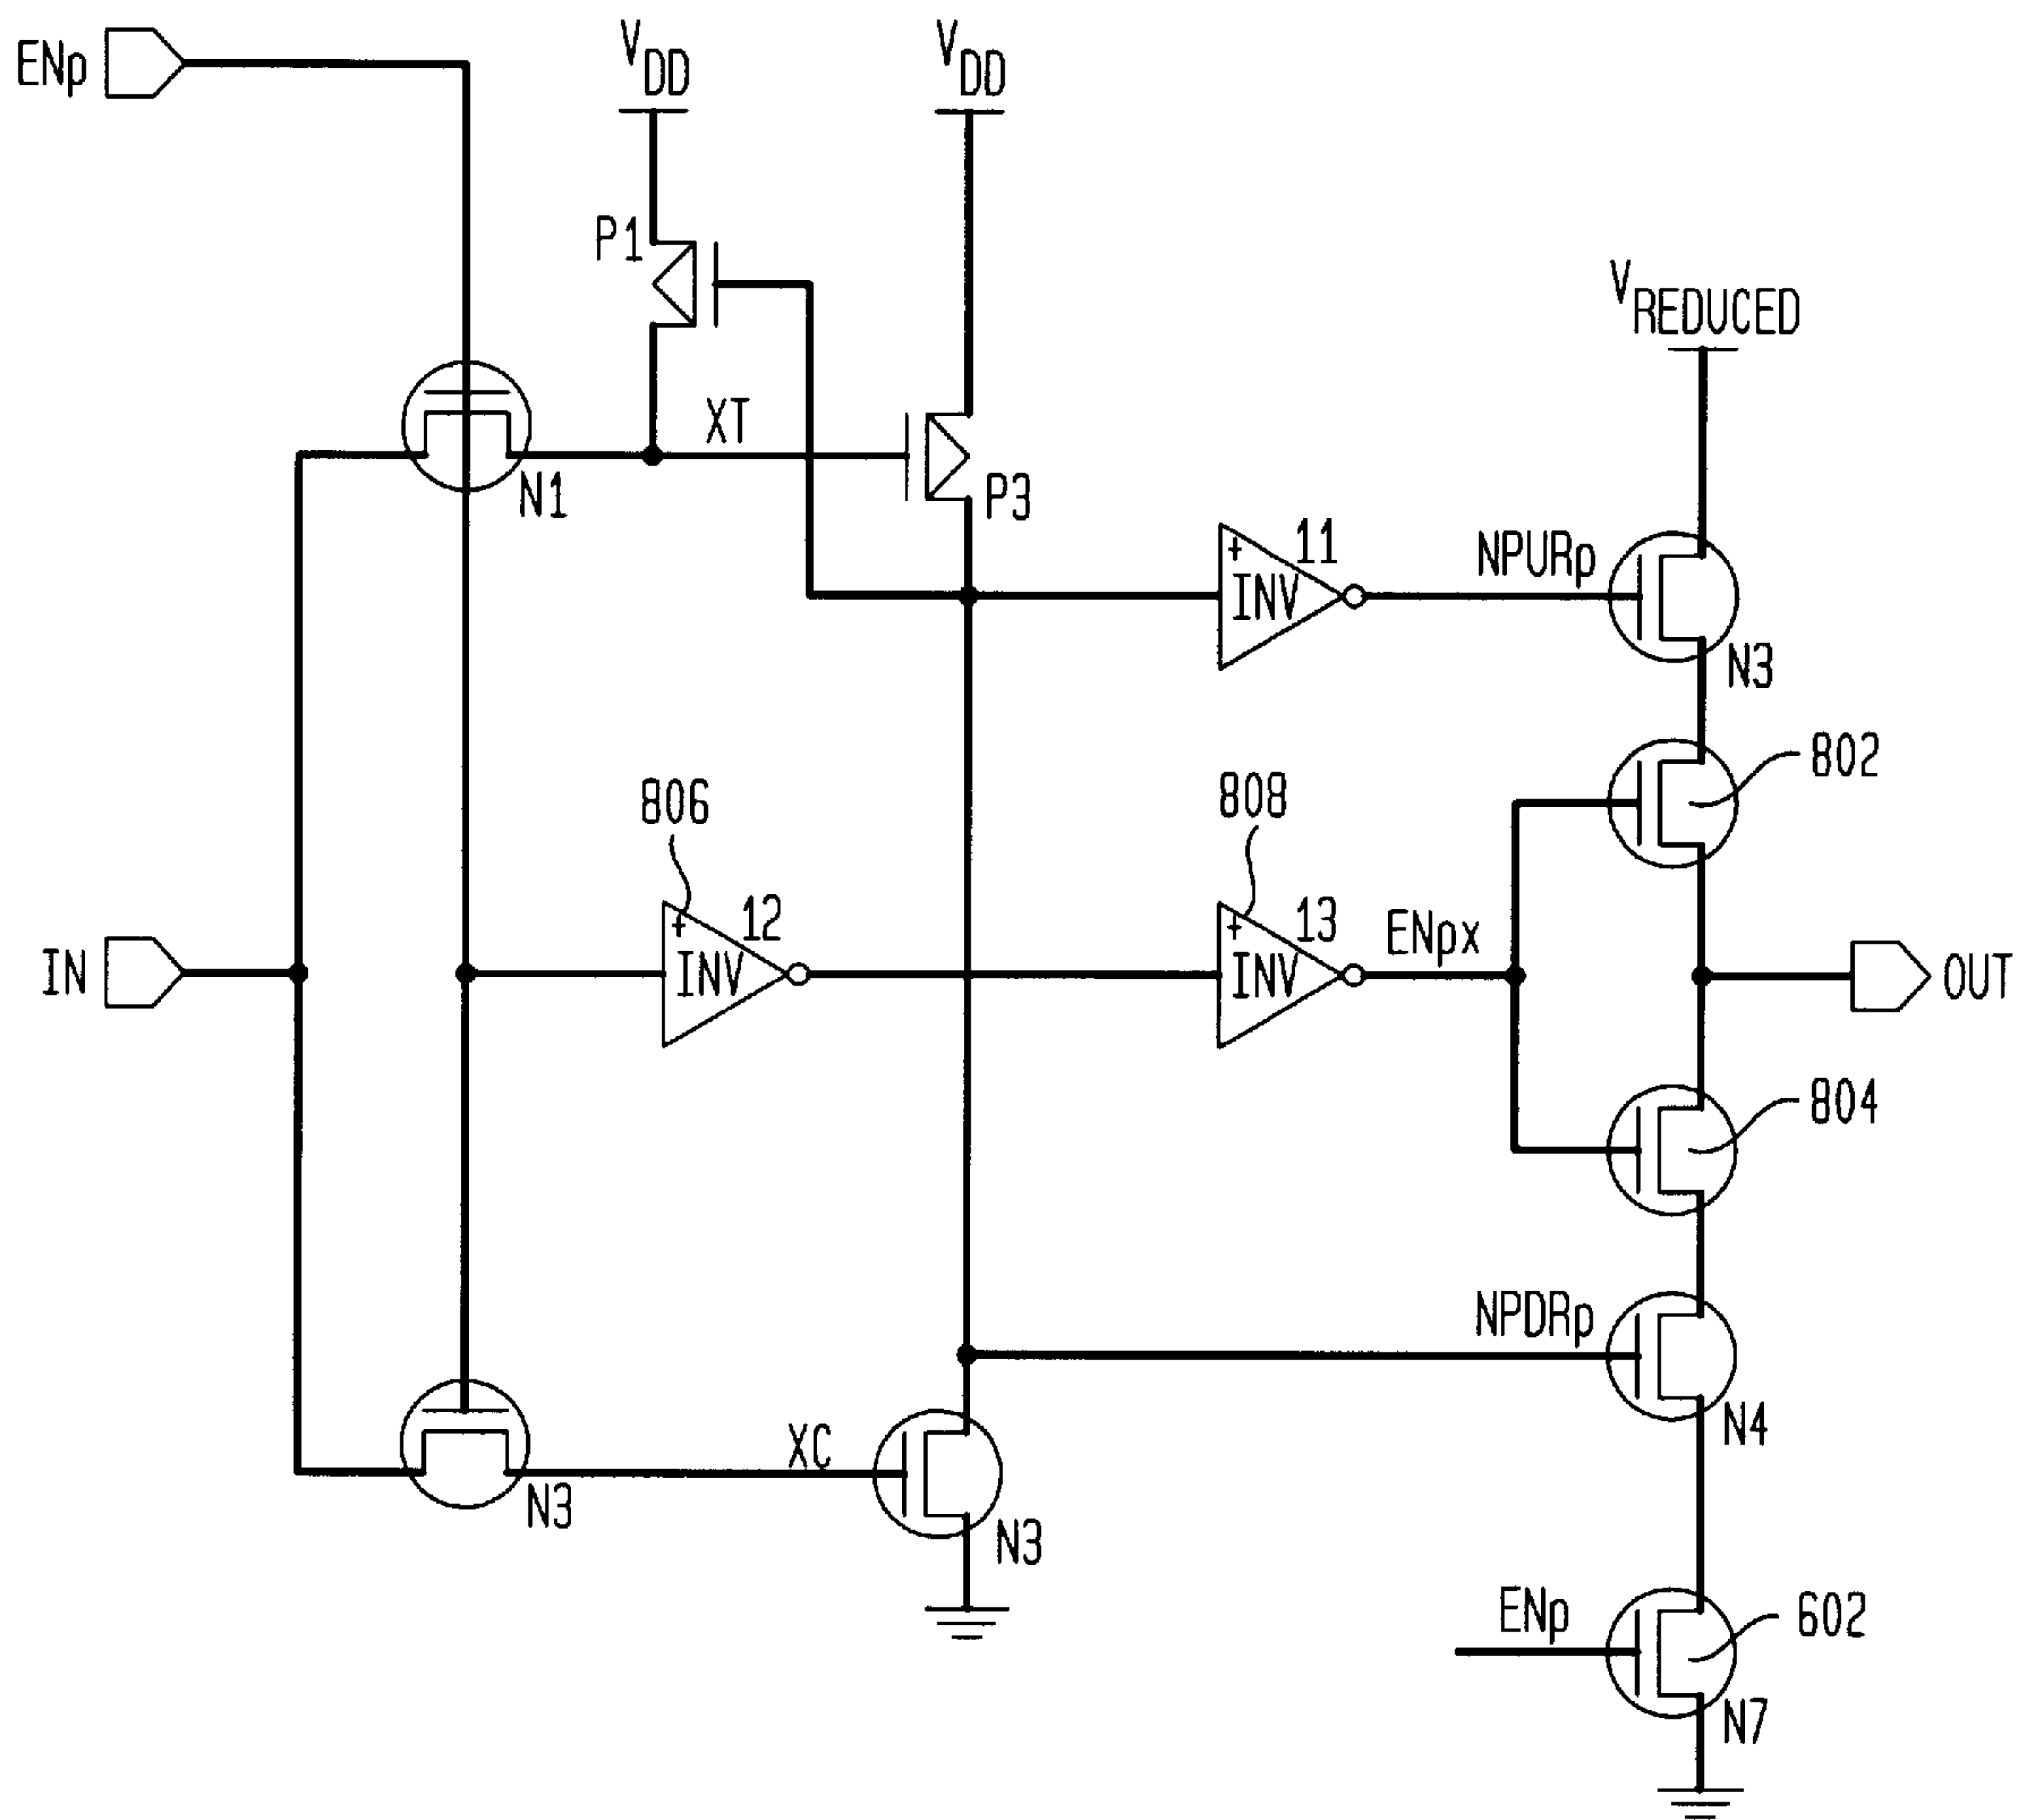 ENp
VDD
VDD
P1
XT
N1
P3
VREDUCED
+
INV
11
NPURp
N3
802
806
808
+
INV
12
+
INV
13
ENpx
IN
OUT
804
NPDRp
N4
XC
N3
N3
ENp
602
N7